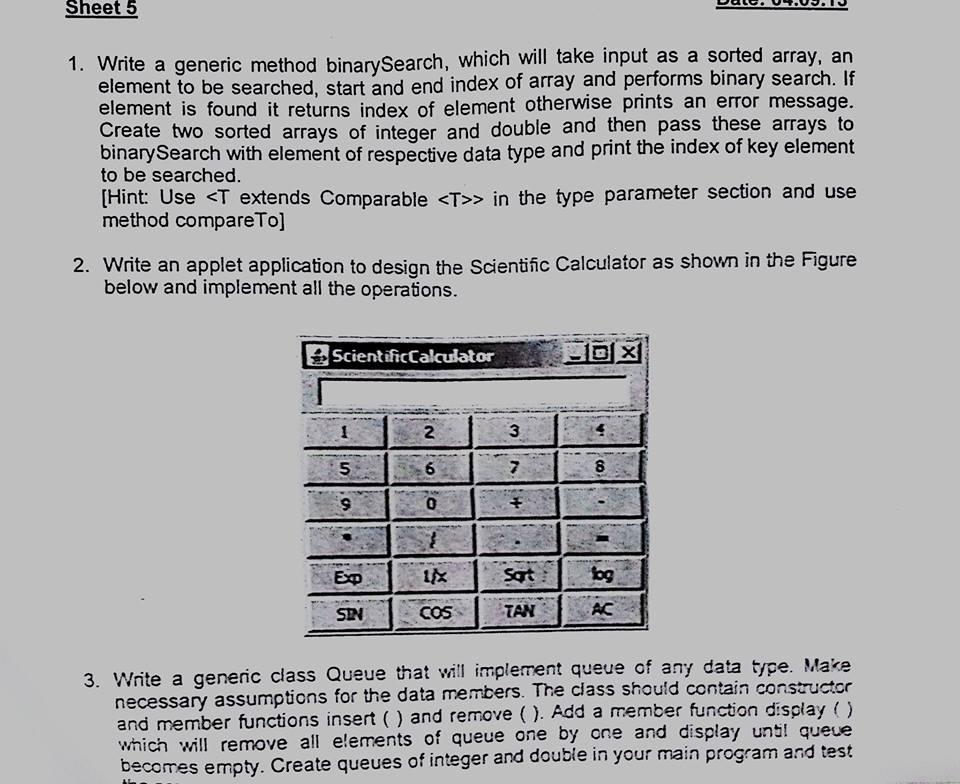 Sheet 5
Date: 04.09.13
1. Write a generic method binarySearch, which will take input as a sorted array, an
element to be searched, start and end index of array and performs binary search. If
element is found it returns index of element otherwise prints an error message.
Create two sorted arrays of integer and double and then pass these arrays to
binarySearch with element of respective data type and print the index of key element
to be searched.
[Hint: Use <T extends Comparable <T>> in the type parameter section and use
method compareTo]
2. Write an applet application to design the Scientific Calculator as shown in the Figure
below and implement all the operations.
ScientificCalculator
1 2 3 4
5 6 7 8
9 0 + -
* / . =
Exp 1/x Sqrt log
SIN COS TAN AC
3. Write a generic class Queue that will implement queue of any data type. Make
necessary assumptions for the data members. The class should contain constructor
and member functions insert ( ) and remove ( ). Add a member function display ( )
which will remove all elements of queue one by one and display until queue
becomes empty. Create queues of integer and double in your main program and test